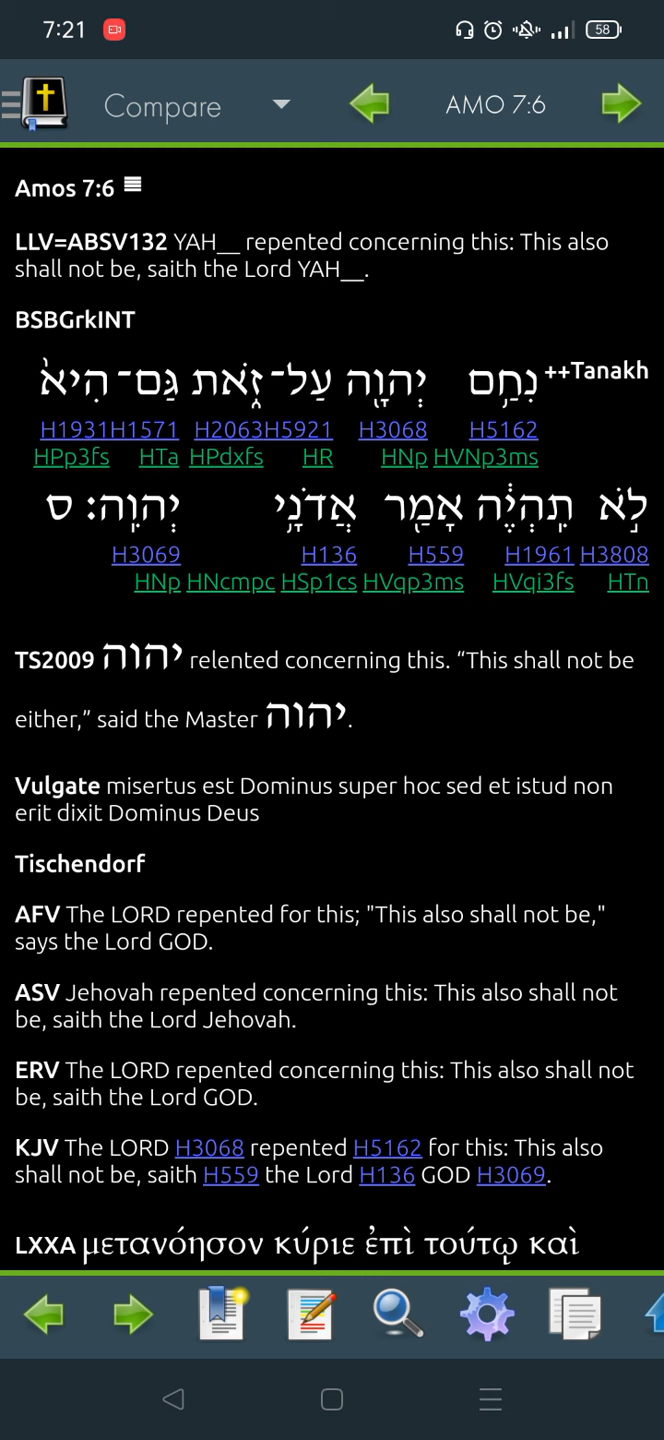 7:21
58
Compare
AMO 7:6
Amos 7:6
LLV=ABSV132 YAH__ repented concerning this: This also
shall not be, saith the Lord YAH__.
BSBGrkINT
++Tanakh נִחַ֥ם יְהוָ֖ה עַל־ זֹ֑את גַּם־ הִיא֙
H1931H1571 H2063H5921 H3068 H5162
HPp3fs HTa HPdxfs HR HNp HVNp3ms
לֹ֣א תִֽהְיֶ֔ה אָמַ֖ר אֲדֹנָ֥י יְהוִֽה׃ ס
H3069 H136 H559 H1961 H3808
HNp HNcmpc HSp1cs HVqp3ms HVqi3fs HTn
TS2009 יהוה relented concerning this. “This shall not be
either,” said the Master יהוה.
Vulgate misertus est Dominus super hoc sed et istud non
erit dixit Dominus Deus
Tischendorf
AFV The LORD repented for this; "This also shall not be,"
says the Lord GOD.
ASV Jehovah repented concerning this: This also shall not
be, saith the Lord Jehovah.
ERV The LORD repented concerning this: This also shall not
be, saith the Lord GOD.
KJV The LORD H3068 repented H5162 for this: This also
shall not be, saith H559 the Lord H136 GOD H3069.
LXXA μετανόησον κύριε ἐπὶ τούτῳ καὶ